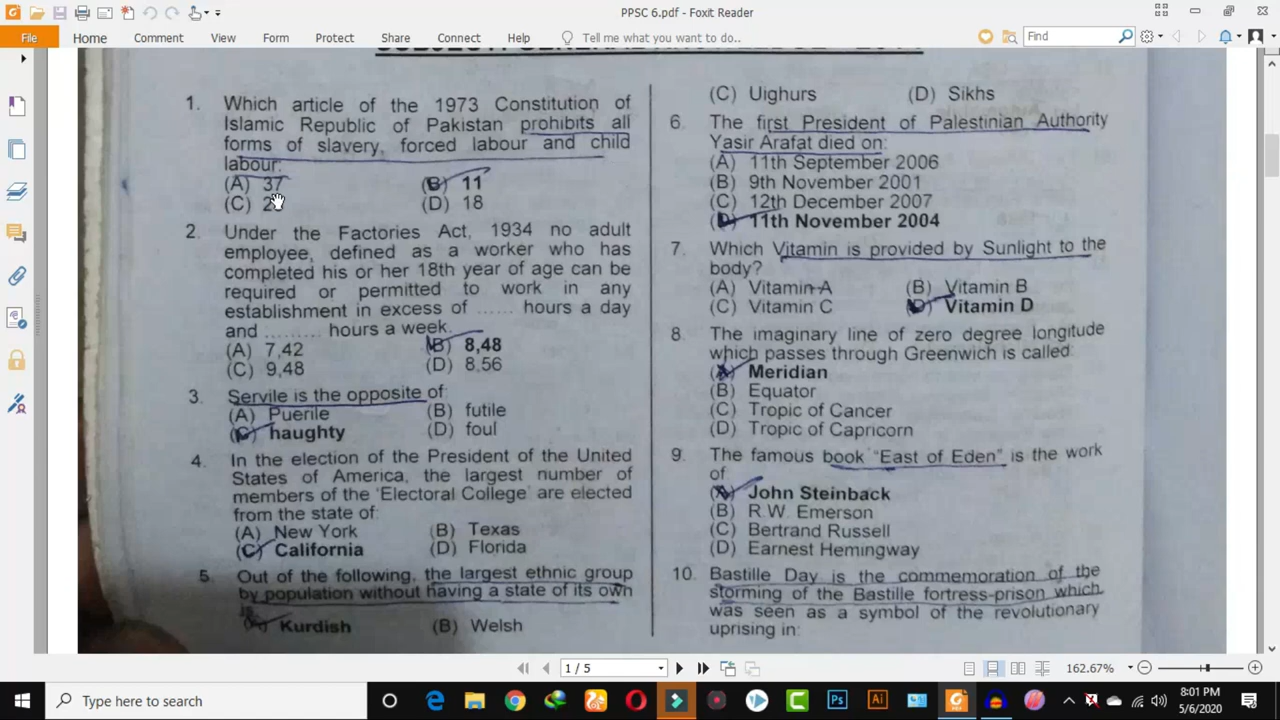 PPSC 6.pdf - Foxit Reader
File Home Comment View Form Protect Share Connect Help Tell me what you want to do.. Find
1. Which article of the 1973 Constitution of
Islamic Republic of Pakistan prohibits all
forms of slavery, forced labour and child
labour:
(A) 37 (B) 11
(C) (D) 18
2. Under the Factories Act, 1934 no adult
employee, defined as a worker who has
completed his or her 18th year of age can be
required or permitted to work in any
establishment in excess of ...... hours a day
and ......... hours a week.
(A) 7,42 (B) 8,48
(C) 9,48 (D) 8,56
3. Servile is the opposite of:
(A) Puerile (B) futile
(C) haughty (D) foul
4. In the election of the President of the United
States of America, the largest number of
members of the 'Electoral College' are elected
from the state of:
(A) New York (B) Texas
(C) California (D) Florida
5. Out of the following, the largest ethnic group
by population without having a state of its own
is
(A) Kurdish (B) Welsh
(C) Uighurs (D) Sikhs
6. The first President of Palestinian Authority
Yasir Arafat died on:
(A) 11th September 2006
(B) 9th November 2001
(C) 12th December 2007
(D) 11th November 2004
7. Which Vitamin is provided by Sunlight to the
body?
(A) Vitamin A (B) Vitamin B
(C) Vitamin C (D) Vitamin D
8. The imaginary line of zero degree longitude
which passes through Greenwich is called:
(A) Meridian
(B) Equator
(C) Tropic of Cancer
(D) Tropic of Capricorn
9. The famous book "East of Eden" is the work
of
(A) John Steinback
(B) R.W. Emerson
(C) Bertrand Russell
(D) Earnest Hemingway
10. Bastille Day is the commemoration of the
storming of the Bastille fortress-prison which
was seen as a symbol of the revolutionary
uprising in:
1 / 5 162.67%
Type here to search
8:01 PM
5/6/2020